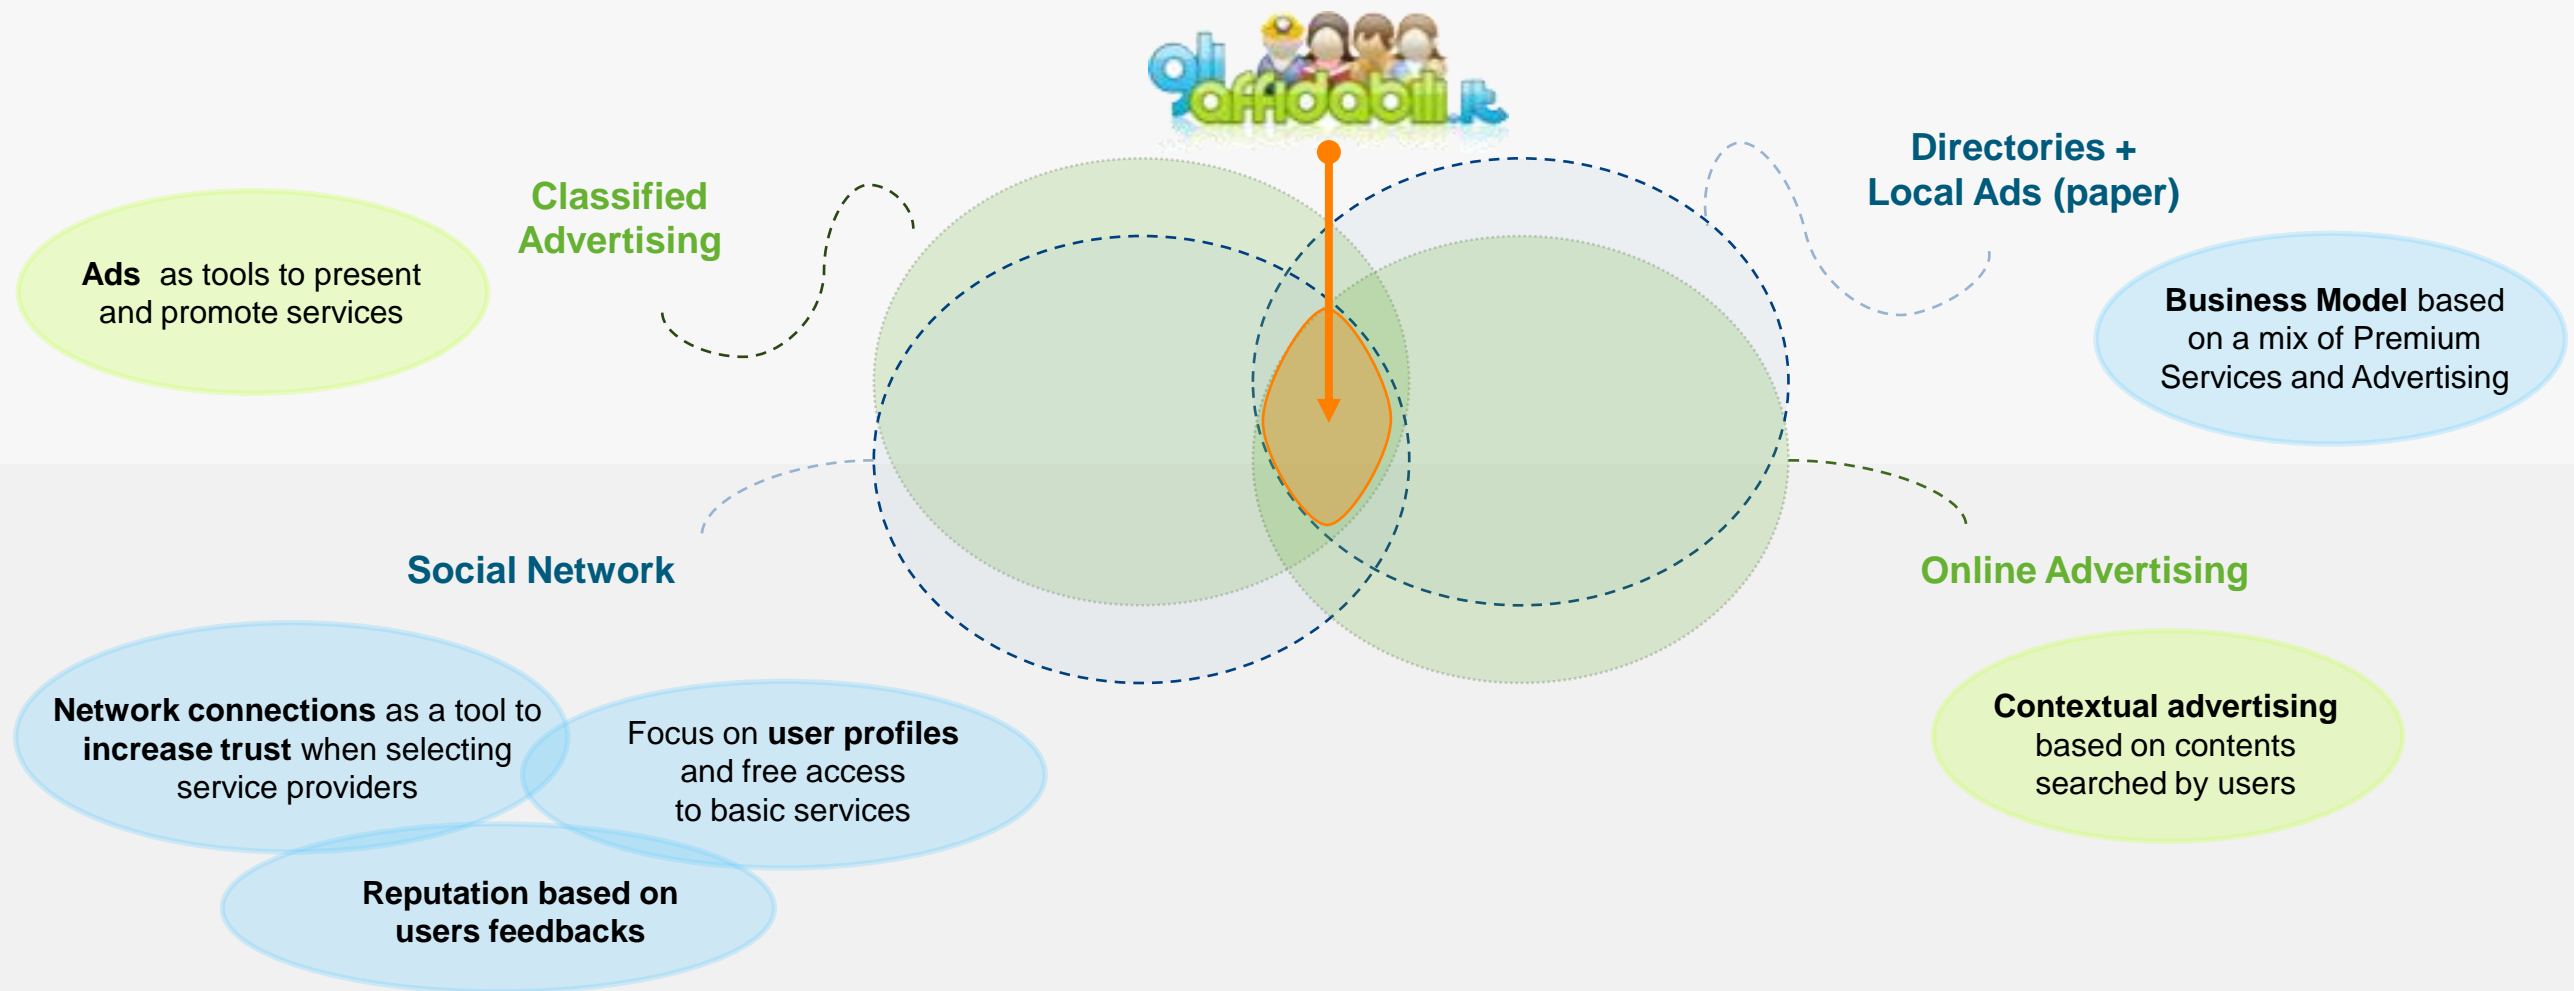 gli
affidabili.it
Directories +
Local Ads (paper)
Classified
Advertising
Ads as tools to present
and promote services
Business Model based
on a mix of Premium
Services and Advertising
Social Network
Online Advertising
Network connections as a tool to
increase trust when selecting
service providers
Focus on user profiles
and free access
to basic services
Contextual advertising
based on contents
searched by users
Reputation based on
users feedbacks